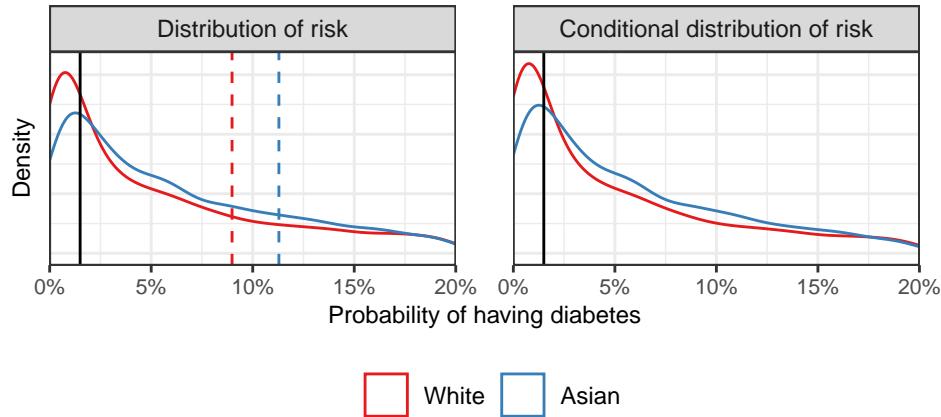 Distribution of risk
Conditional distribution of risk
Density
0% 5% 10% 15% 20%
0% 5% 10% 15% 20%
Probability of having diabetes
White Asian